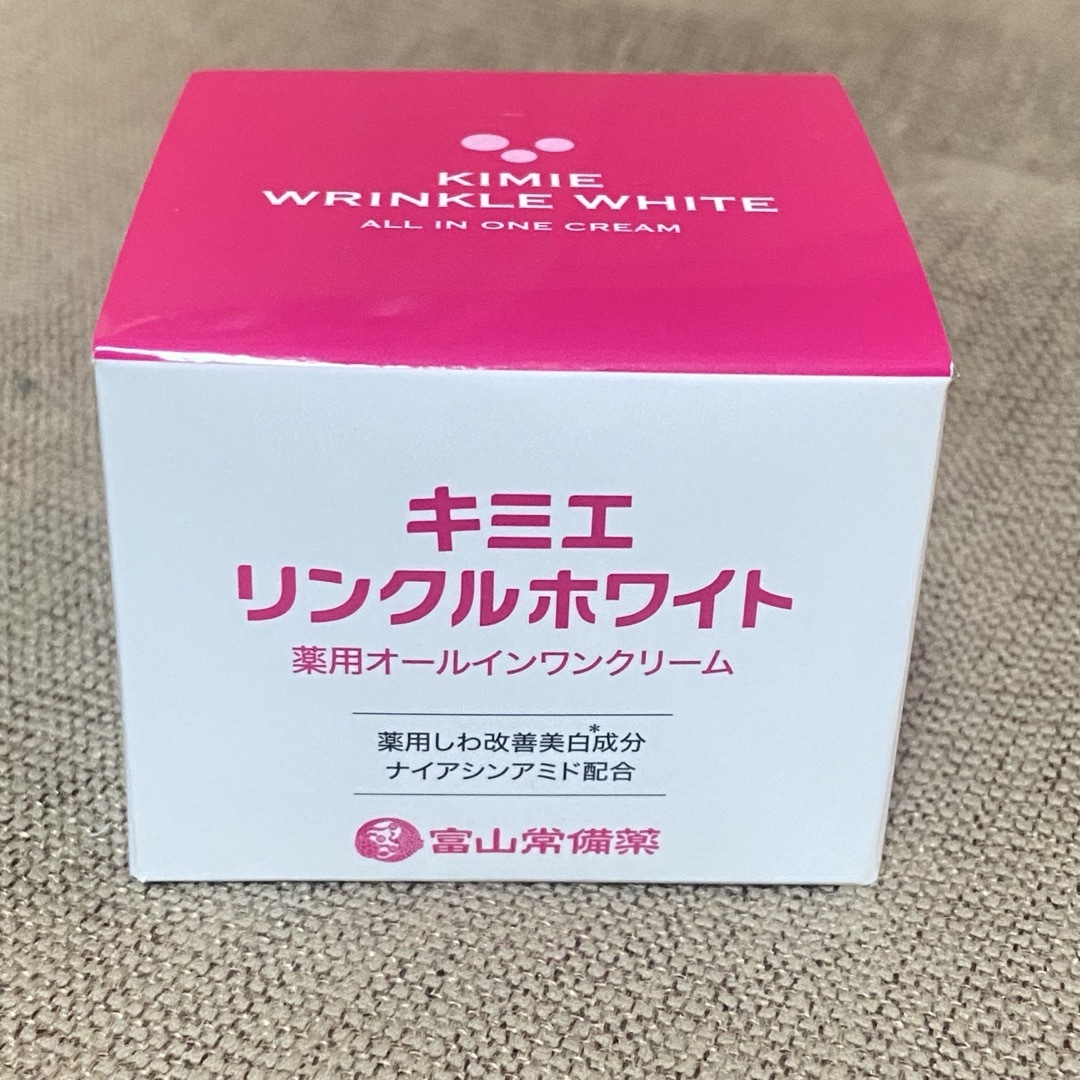 KIMIE
WRINKLE WHITE
ALL IN ONE CREAM
キミエ
リンクルホワイト
薬用オールインワンクリーム
薬用しわ改善美白*成分
ナイアシンアミド配合
富山常備薬